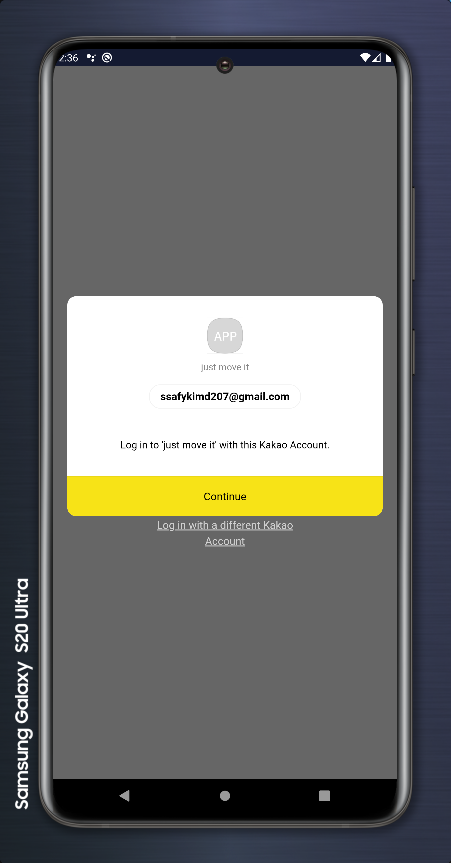 2:36
APP
just move it
ssafykimd207@gmail.com
Log in to 'just move it' with this Kakao Account.
Continue
Log in with a different Kakao
Account
Samsung Galaxy S20 Ultra